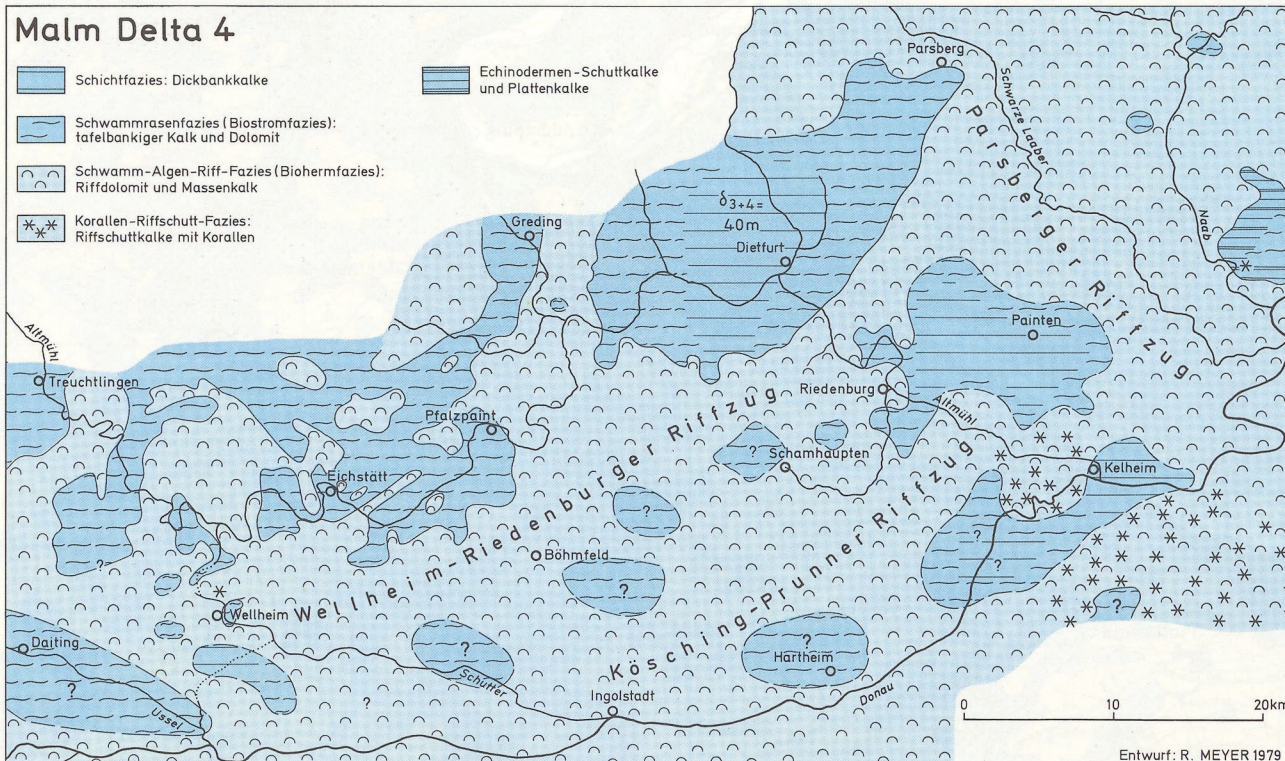 Malm Delta 4
Schichtfazies: Dickbankkalke
Schwammrasenfazies (Biostromfazies):
tafelbankiger Kalk und Dolomit
Schwamm-Algen-Riff-Fazies (Biohermfazies):
Riffdolomit und Massenkalk
Korallen-Riffschutt-Fazies:
Riffschuttkalke mit Korallen
Echinodermen-Schuttkalke
und Plattenkalke
Parsberg
Schwarze Laaber
Parsberger Riffzug
Naab
Greding
δ3+4=
40m
Dietfurt
Painten
Altmühl
Treuchtlingen
Riedenburg
Altmühl
Pfalzpaint
Schamhaupten
?
Kelheim
Eichstätt
Wellheim-Riedenburger Riffzug
?
?
?
Böhmfeld
?
?
?
Wellheim
Kösching-Prunner Riffzug
Daiting
?
?
?
Hartheim
Schutter
?
Ingolstadt
Donau
Ussel
0 10 20km
Entwurf: R. MEYER 1979